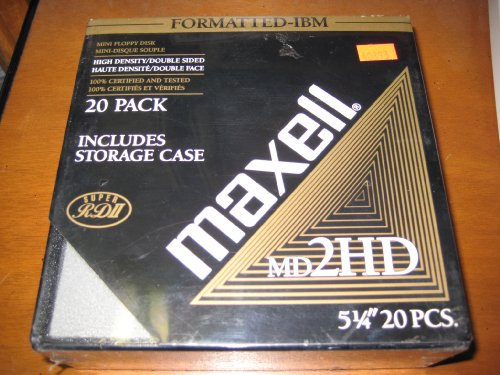 FORMATTED-IBM
MINI FLOPPY DISK
MINI-DISQUE SOUPLE
HIGH DENSITY/DOUBLE SIDED
HAUTE DENSITÉ/DOUBLE FACE
100% CERTIFIED AND TESTED
100% CERTIFIÉS ET VÉRIFIÉS
20 PACK
INCLUDES
STORAGE CASE
SUPER
RD II
maxell®
MD2HD
5¼" 20 PCS.